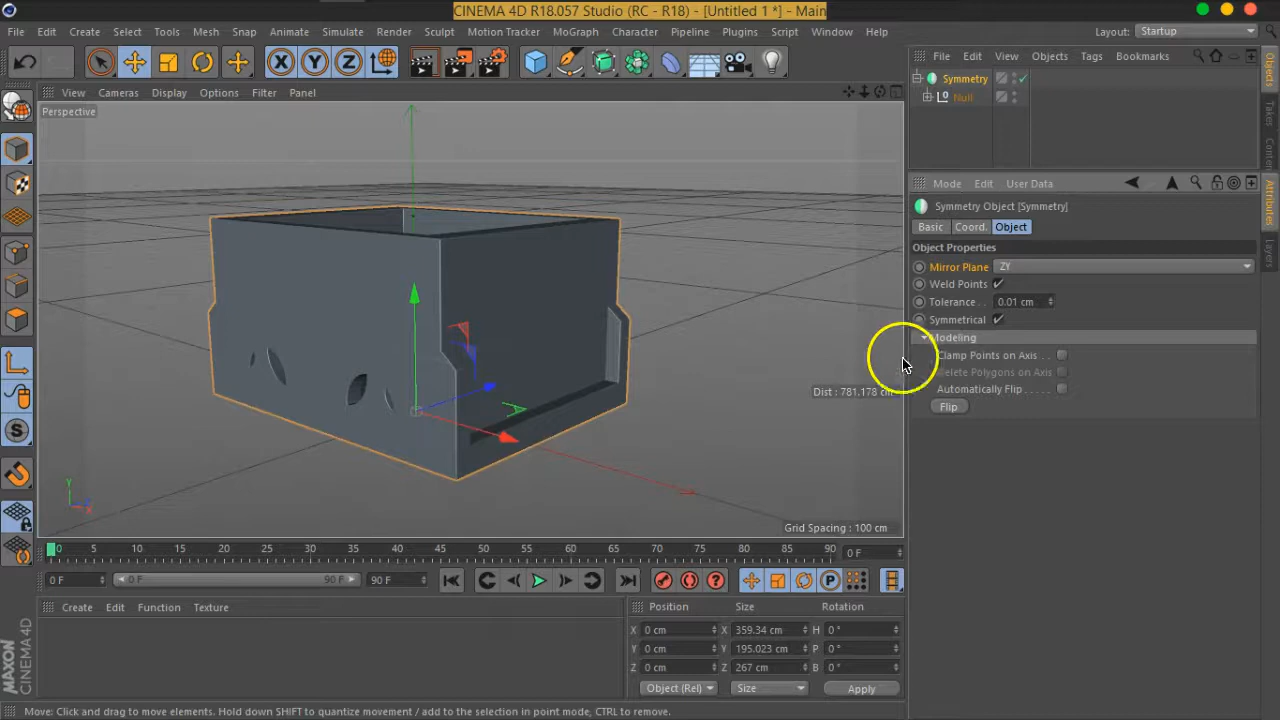 CINEMA 4D R18.057 Studio (RC - R18) - [Untitled 1 *] - Main
File Edit Create Select Tools Mesh Snap Animate Simulate Render Sculpt Motion Tracker MoGraph Character Pipeline Plugins Script Window Help
Layout: Startup
X Y Z
File Edit View Objects Tags Bookmarks
Symmetry
Null
View Cameras Display Options Filter Panel
Perspective
Objects
Takes
Attributes
Layers
Mode Edit User Data
Symmetry Object [Symmetry]
Basic Coord. Object
Object Properties
Mirror Plane ZY
Weld Points
Tolerance . . 0.01 cm
Symmetrical
Modeling
Clamp Points on Axis . .
Delete Polygons on Axis
Automatically Flip . . . . .
Flip
Dist : 781.178 cm
Y
Z
X
Grid Spacing : 100 cm
0 5 10 15 20 25 30 35 40 45 50 55 60 65 70 75 80 85 90 0 F
0 F 0 F 90 F 90 F
Create Edit Function Texture
Position Size Rotation
X 0 cm X 359.34 cm H 0 °
Y 0 cm Y 195.023 cm P 0 °
Z 0 cm Z 267 cm B 0 °
Object (Rel) Size Apply
MAXON
CINEMA 4D
Move: Click and drag to move elements. Hold down SHIFT to quantize movement / add to the selection in point mode, CTRL to remove.